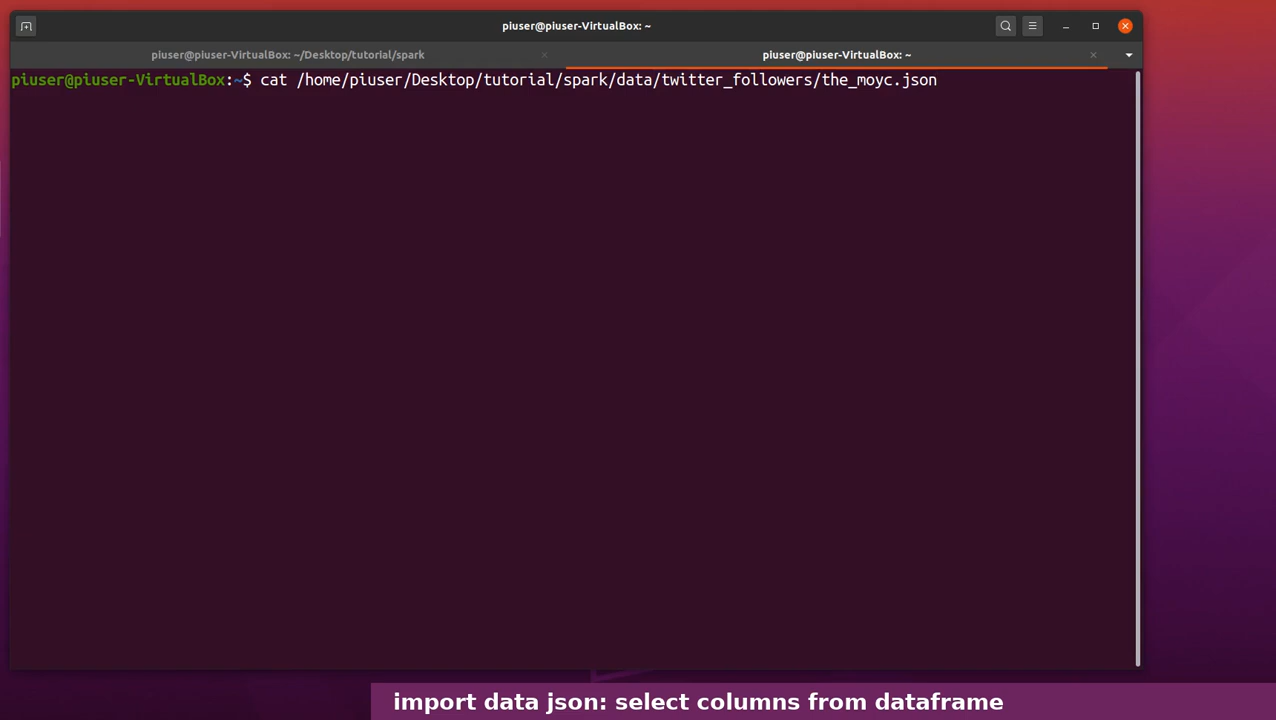 piuser@piuser-VirtualBox: ~
piuser@piuser-VirtualBox: ~/Desktop/tutorial/spark
piuser@piuser-VirtualBox: ~
piuser@piuser-VirtualBox:~$ cat /home/piuser/Desktop/tutorial/spark/data/twitter_followers/the_moyc.json
import data json: select columns from dataframe